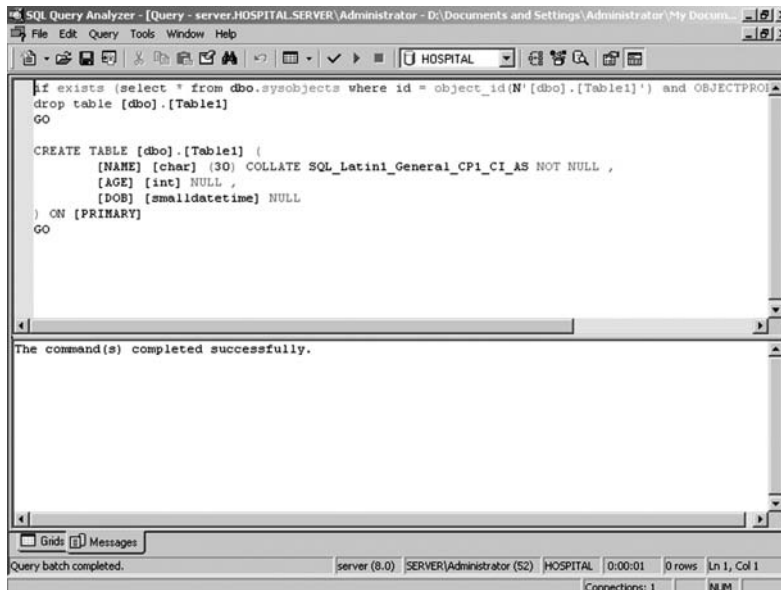 SQL Query Analyzer - [Query - server.HOSPITAL.SERVER\Administrator - D:\Documents and Settings\Administrator\My Docum...
File Edit Query Tools Window Help
HOSPITAL
if exists (select * from dbo.sysobjects where id = object_id(N'[dbo].[Table1]') and OBJECTPROP
drop table [dbo].[Table1]
GO
CREATE TABLE [dbo].[Table1] (
[NAME] [char] (30) COLLATE SQL_Latin1_General_CP1_CI_AS NOT NULL ,
[AGE] [int] NULL ,
[DOB] [smalldatetime] NULL
) ON [PRIMARY]
GO
The command(s) completed successfully.
Grids Messages
Query batch completed. server (8.0) SERVER\Administrator (52) HOSPITAL 0:00:01 0 rows Ln 1, Col 1
Connections: 1 NUM